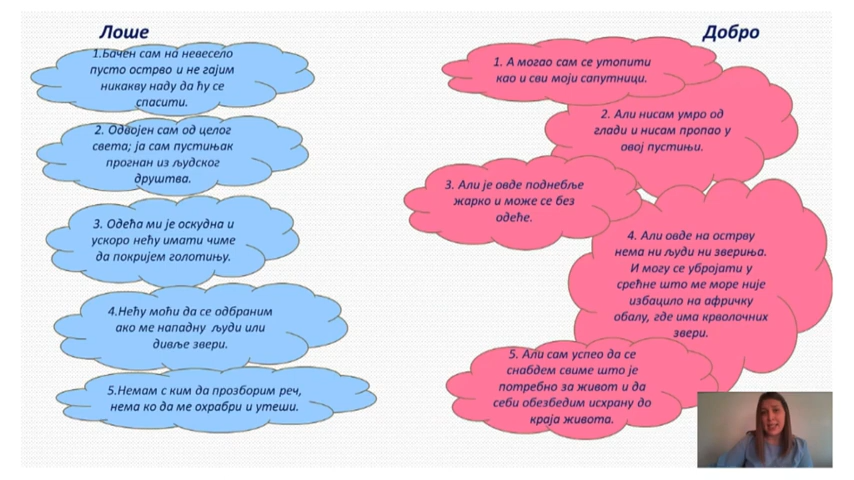 Лоше
1.Бачен сам на невесело
пусто острво и не гајим
никакву наду да ћу се
спасити.
2. Одвојен сам од целог
света; ја сам пустињак
прогнан из људског
друштва.
3. Одећа ми је оскудна и
ускоро нећу имати чиме
да покријем голотињу.
4.Нећу моћи да се одбраним
ако ме нападну људи или
дивље звери.
5.Немам с ким да прозборим реч,
нема ко да ме охрабри и утеши.
Добро
1. А могао сам се утопити
као и сви моји сапутници.
2. Али нисам умро од
глади и нисам пропао у
овој пустињи.
3. Али је овде поднебље
жарко и може се без
одеће.
4. Али овде на острву
нема ни људи ни звериња.
И могу се убројати у
срећне што ме море није
избацило на афричку
обалу, где има крволочних
звери.
5. Али сам успео да се
снабдем свиме што је
потребно за живот и да
себи обезбедим исхрану до
краја живота.